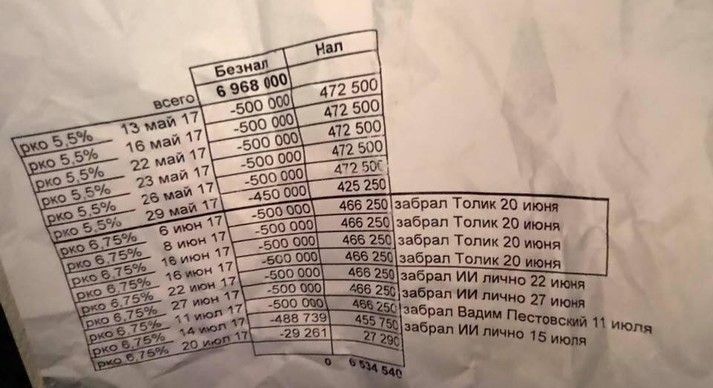 Безнал Нал
всего 6 968 000
рко 5,5% 13 май 17 -500 000 472 500
рко 5,5% 16 май 17 -500 000 472 500
рко 5,5% 22 май 17 -500 000 472 500
рко 5,5% 23 май 17 -500 000 472 500
рко 5,5% 26 май 17 -500 000 472 500
рко 5,5% 29 май 17 -450 000 425 250
рко 6,75% 6 июн 17 -500 000 466 250 забрал Толик 20 июня
рко 6,75% 8 июн 17 -500 000 466 250 забрал Толик 20 июня
рко 6,75% 16 июн 17 -500 000 466 250 забрал Толик 20 июня
рко 6,75% 16 июн 17 -500 000 466 250 забрал Толик 20 июня
рко 6,75% 22 июн 17 -500 000 466 250 забрал ИИ лично 22 июня
рко 6,75% 27 июн 17 -500 000 466 250 забрал ИИ лично 27 июня
рко 6,75% 11 июл 17 -500 000 466 250 забрал Вадим Пестовский 11 июля
рко 6,75% 14 июл 17 -488 739 455 750 забрал ИИ лично 15 июля
рко 6,75% 20 июл 17 -29 261 27 290
0 6 534 540